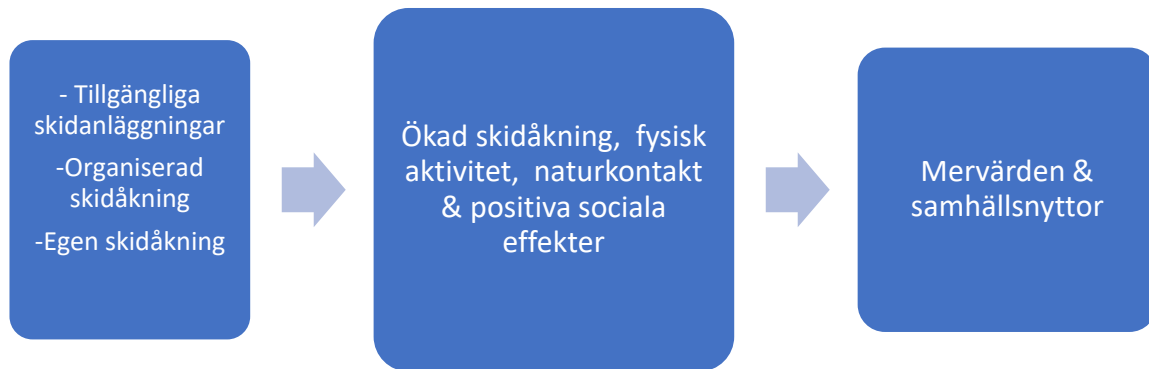 - Tillgängliga
skidanläggningar
-Organiserad
skidåkning
-Egen skidåkning
Ökad skidåkning,  fysisk
aktivitet,  naturkontakt
& positiva sociala
effekter
Mervärden &
samhällsnyttor